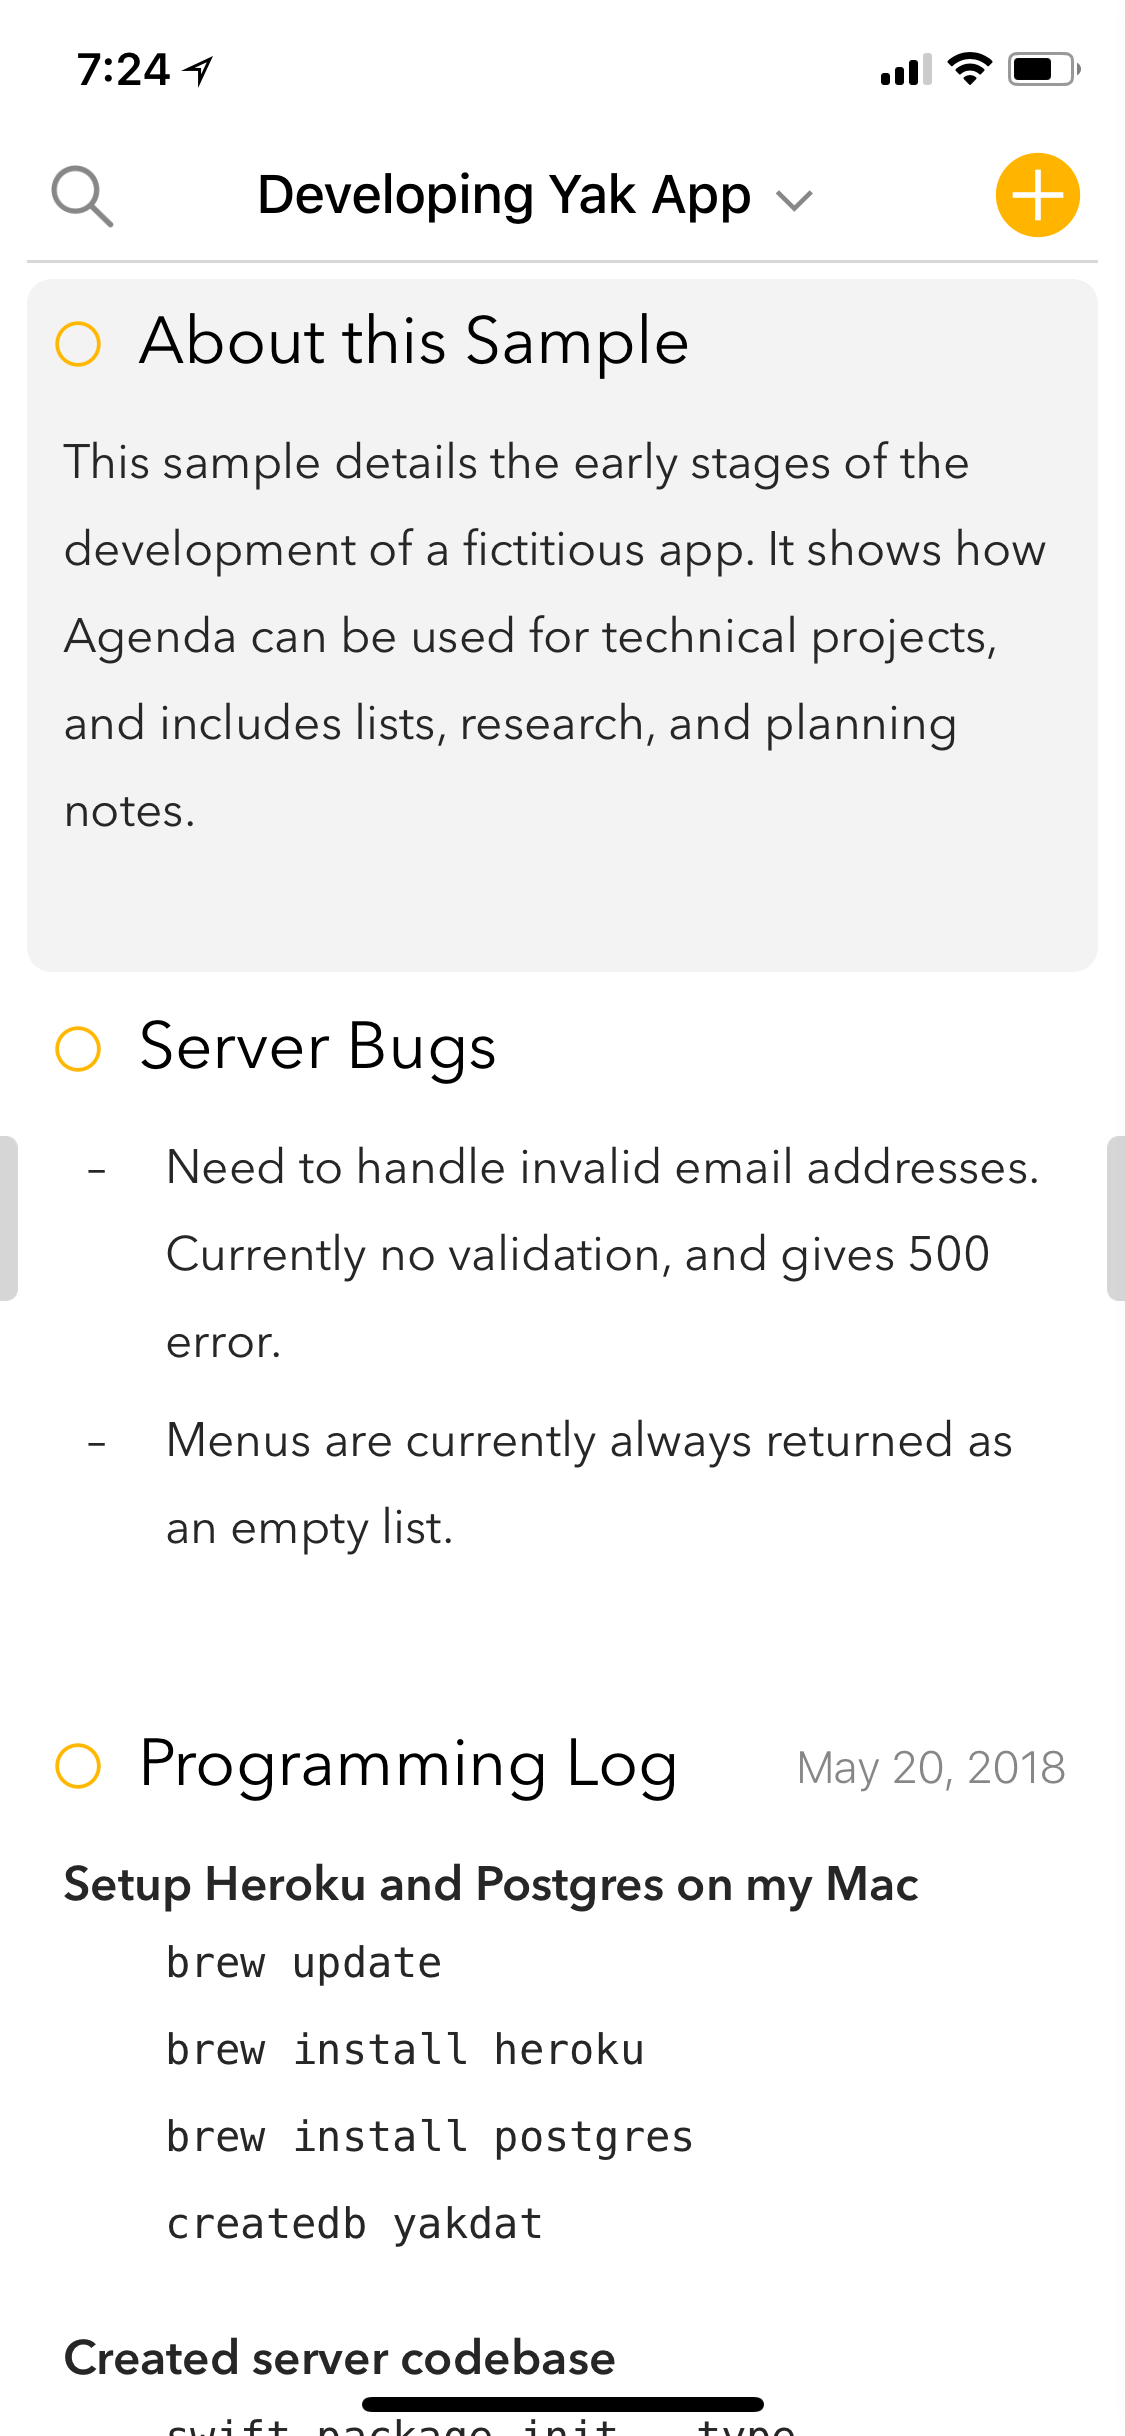 7:24
Developing Yak App
About this Sample
This sample details the early stages of the
development of a fictitious app. It shows how
Agenda can be used for technical projects,
and includes lists, research, and planning
notes.
Server Bugs
- Need to handle invalid email addresses.
Currently no validation, and gives 500
error.
- Menus are currently always returned as
an empty list.
Programming Log May 20, 2018
Setup Heroku and Postgres on my Mac
brew update
brew install heroku
brew install postgres
createdb yakdat
Created server codebase
swift package init --type